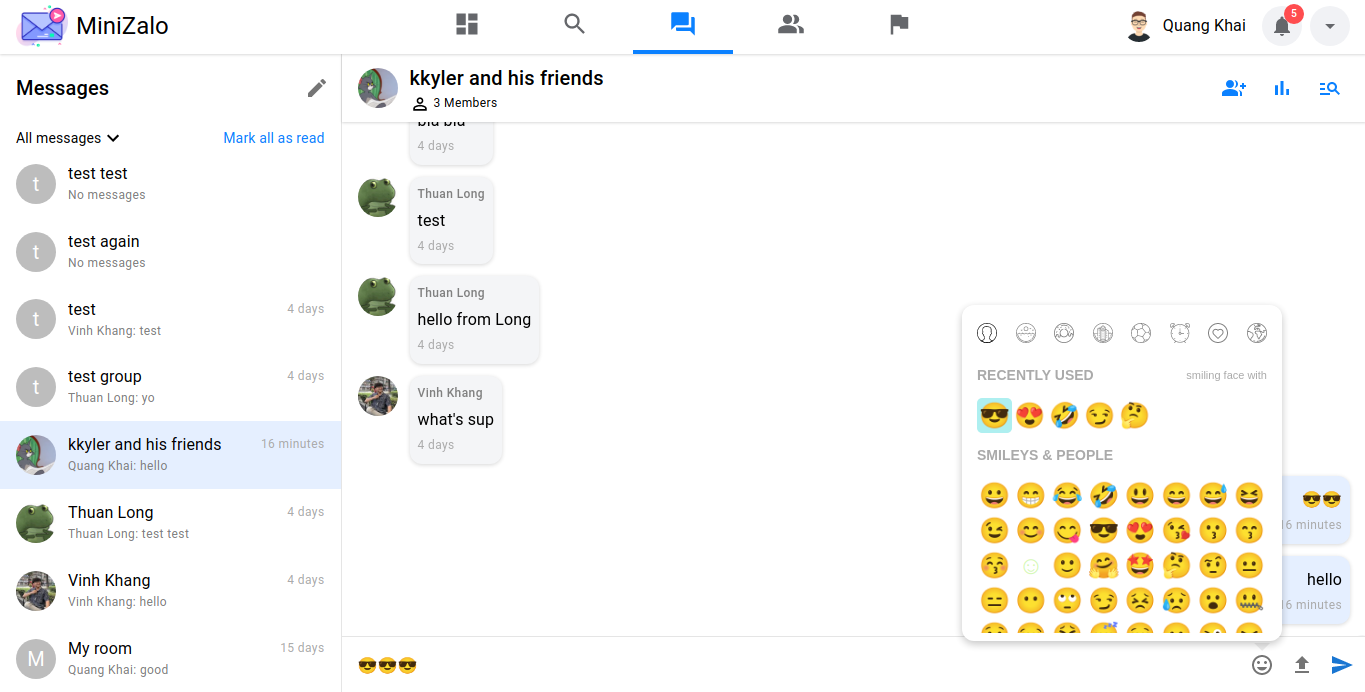 MiniZalo
Quang Khai
5
Messages
All messages
Mark all as read
t
test test
No messages
t
test again
No messages
t
test
4 days
Vinh Khang: test
t
test group
4 days
Thuan Long: yo
kkyler and his friends
16 minutes
Quang Khai: hello
Thuan Long
4 days
Thuan Long: test test
Vinh Khang
4 days
Vinh Khang: hello
M
My room
15 days
Quang Khai: good
kkyler and his friends
3 Members
bla bla
4 days
Thuan Long
test
4 days
Thuan Long
hello from Long
4 days
Vinh Khang
what's sup
4 days
😎😎
16 minutes
hello
16 minutes
RECENTLY USED
smiling face with
😎😍🤣😏🤔
SMILEYS & PEOPLE
😎😎😎